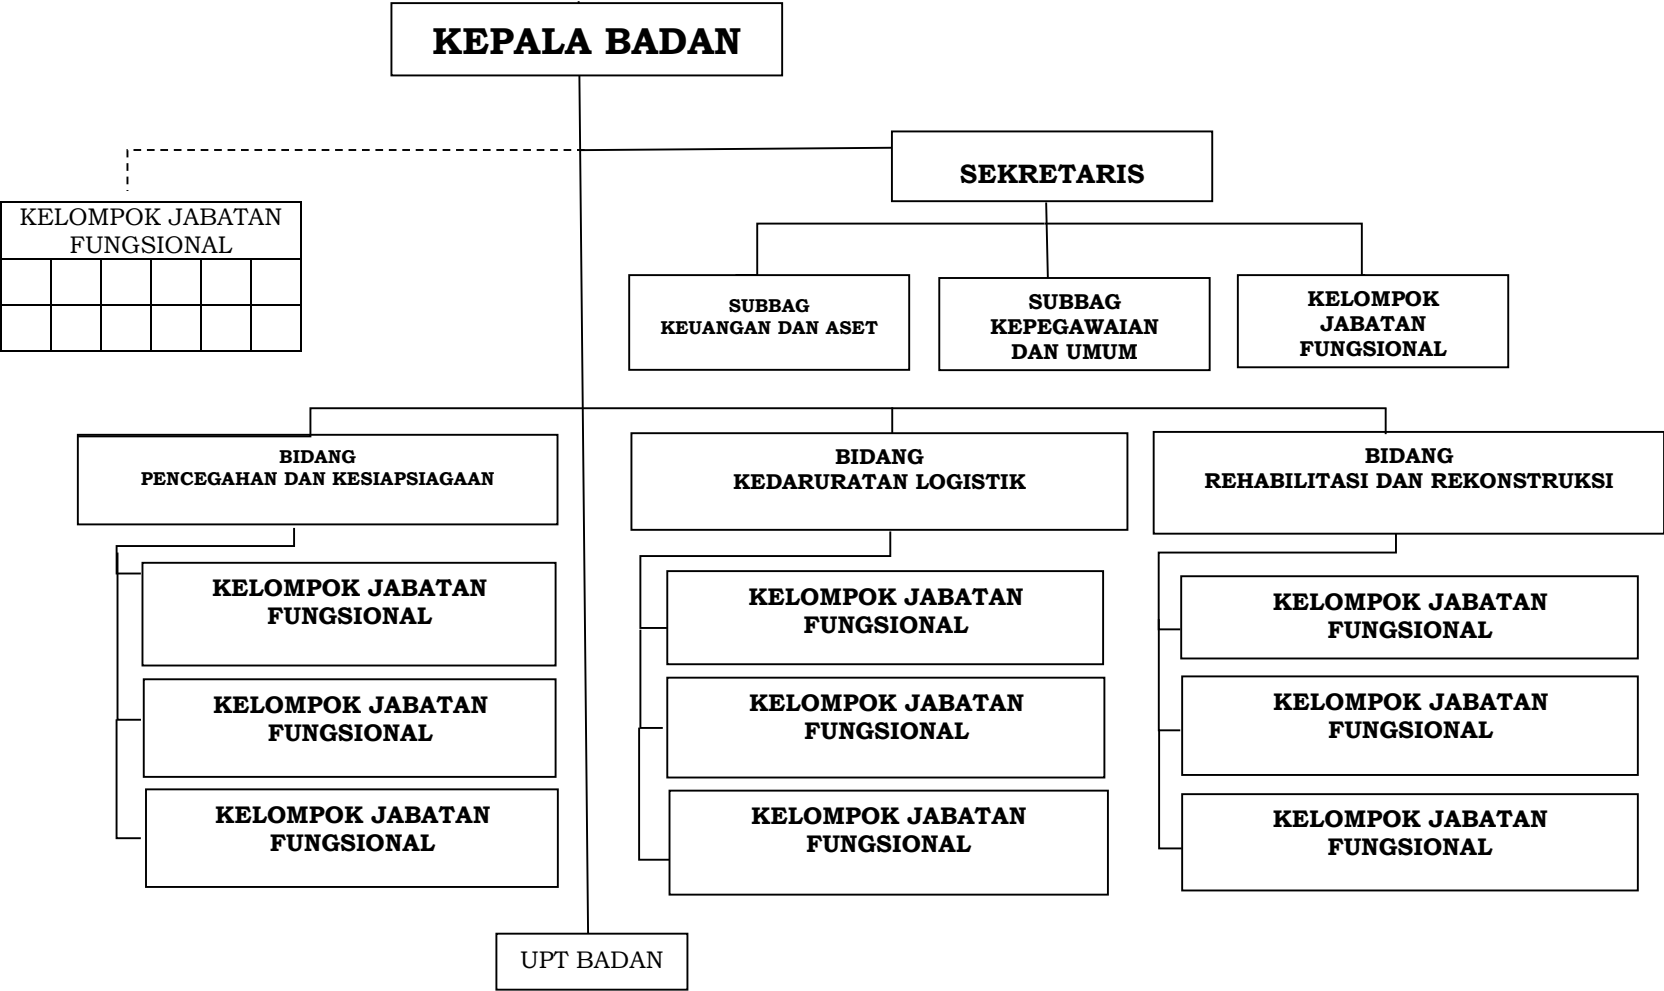 KEPALA BADAN
SEKRETARIS
KELOMPOK JABATAN
FUNGSIONAL
SUBBAG
KEUANGAN DAN ASET
SUBBAG
KEPEGAWAIAN
DAN UMUM
KELOMPOK
JABATAN
FUNGSIONAL
BIDANG
PENCEGAHAN DAN KESIAPSIAGAAN
BIDANG
KEDARURATAN LOGISTIK
BIDANG
REHABILITASI DAN REKONSTRUKSI
KELOMPOK JABATAN
FUNGSIONAL
KELOMPOK JABATAN
FUNGSIONAL
KELOMPOK JABATAN
FUNGSIONAL
KELOMPOK JABATAN
FUNGSIONAL
KELOMPOK JABATAN
FUNGSIONAL
KELOMPOK JABATAN
FUNGSIONAL
KELOMPOK JABATAN
FUNGSIONAL
KELOMPOK JABATAN
FUNGSIONAL
KELOMPOK JABATAN
FUNGSIONAL
UPT BADAN